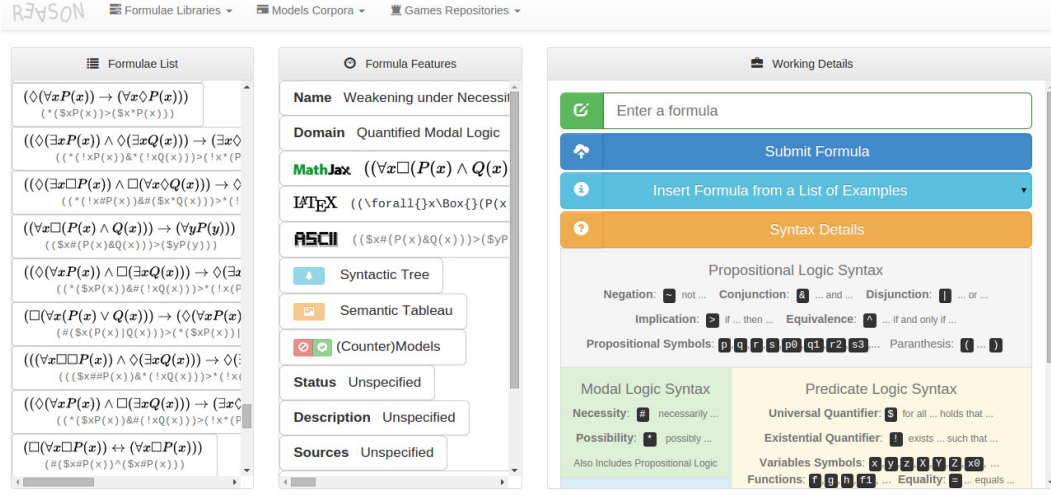 REASON Formulae Libraries Models Corpora Games Repositories
Formulae List
((◊(∀xP(x)) → (∀x◊P(x)))
(*($xP(x))>($x*P(x)))
((◊(∃xP(x)) ∧ ◊(∃xQ(x))) → (∃x◊
((*(!xP(x))&*(!xQ(x)))>(!x*(P
((◊(∃x□P(x)) ∧ □(∀x◊Q(x))) → ◊
((*(!x#P(x))&#($x*Q(x)))>*(!
((∀x□(P(x) ∧ Q(x))) → (∀yP(y)))
(($x#(P(x)&Q(x)))>($yP(y)))
((◊(∀xP(x)) ∧ □(∃xQ(x))) → ◊(∃x
((*($xP(x))&#(!xQ(x)))>*(!x(P
(□(∀x(P(x) ∨ Q(x))) → (◊(∀xP(x)
(#($x(P(x)|Q(x)))>(*($xP(x))|
(((∀x□□P(x)) ∧ ◊(∃xQ(x))) → ◊(∃
((($x##P(x))&*(!xQ(x)))>*(!x
((◊(∀xP(x)) ∧ □(∃xQ(x))) → (∃x◊
((*($xP(x))&#(!xQ(x)))>(!x*(P
(□(∀x□P(x)) ↔ (∀x□P(x)))
(#($x#P(x))^($x#P(x)))
Formula Features
Name Weakening under Necessit
Domain Quantified Modal Logic
MathJax ((∀x□(P(x) ∧ Q(x)
LATEX ((\forall{}x\Box{}(P(x
ASCII (($x#(P(x)&Q(x)))>($yP
Syntactic Tree
Semantic Tableau
(Counter)Models
Status Unspecified
Description Unspecified
Sources Unspecified
Working Details
Enter a formula
Submit Formula
Insert Formula from a List of Examples
Syntax Details
Propositional Logic Syntax
Negation: ~ not ... Conjunction: & ... and ... Disjunction: | ... or ...
Implication: > if ... then ... Equivalence: ^ ... if and only if ...
Propositional Symbols: p,q,r,s,p0,q1,r2,s3,... Paranthesis: ( ... )
Modal Logic Syntax
Necessity: # necessarily ...
Possibility: * possibly ...
Also Includes Propositional Logic
Predicate Logic Syntax
Universal Quantifier: $ for all ... holds that ...
Existential Quantifier: ! exists ... such that ...
Variables Symbols: x,y,z,X,Y,Z,x0, ...
Functions: f,g,h,f1, ... Equality: = ... equals ...